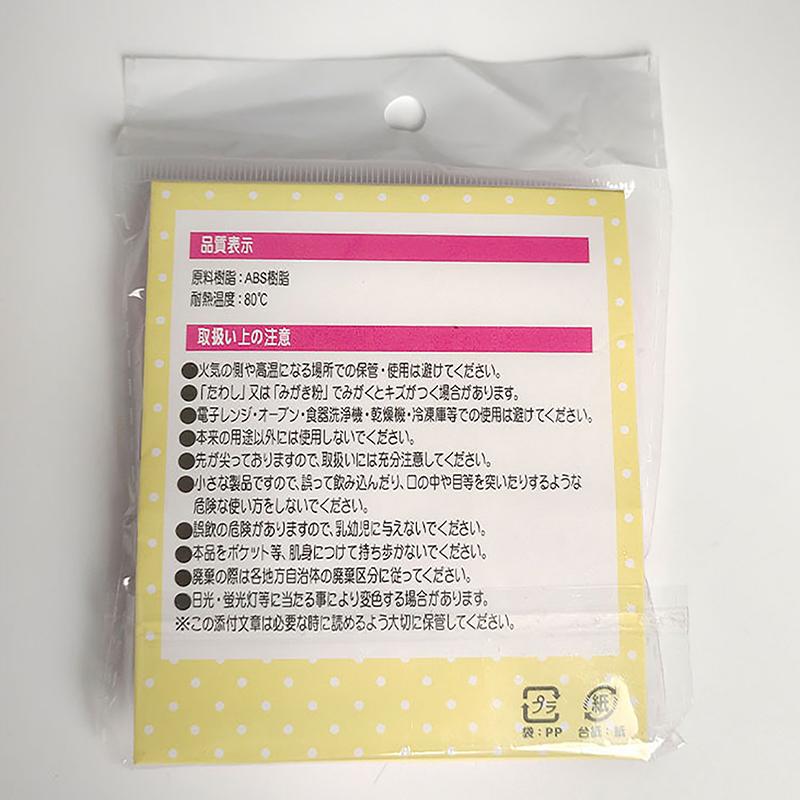 品質表示
原料樹脂：ABS樹脂
耐熱温度：80℃
取扱い上の注意
●火気の側や高温になる場所での保管・使用は避けてください。
●「たわし」又は「みがき粉」でみがくとキズがつく場合があります。
●電子レンジ・オーブン・食器洗浄機・乾燥機・冷凍庫等での使用は避けてください。
●本来の用途以外には使用しないでください。
●先が尖っておりますので、取扱いには充分注意してください。
●小さな製品ですので、誤って飲み込んだり、口の中や目等を突いたりするような
危険な使い方をしないでください。
●誤飲の危険がありますので、乳幼児に与えないでください。
●本品をポケット等、肌身につけて持ち歩かないでください。
●廃棄の際は各地方自治体の廃棄区分に従ってください。
●日光・蛍光灯等に当たる事により変色する場合があります。
※この添付文章は必要な時に読めるよう大切に保管してください。
プラ 紙
袋：PP 台紙：紙